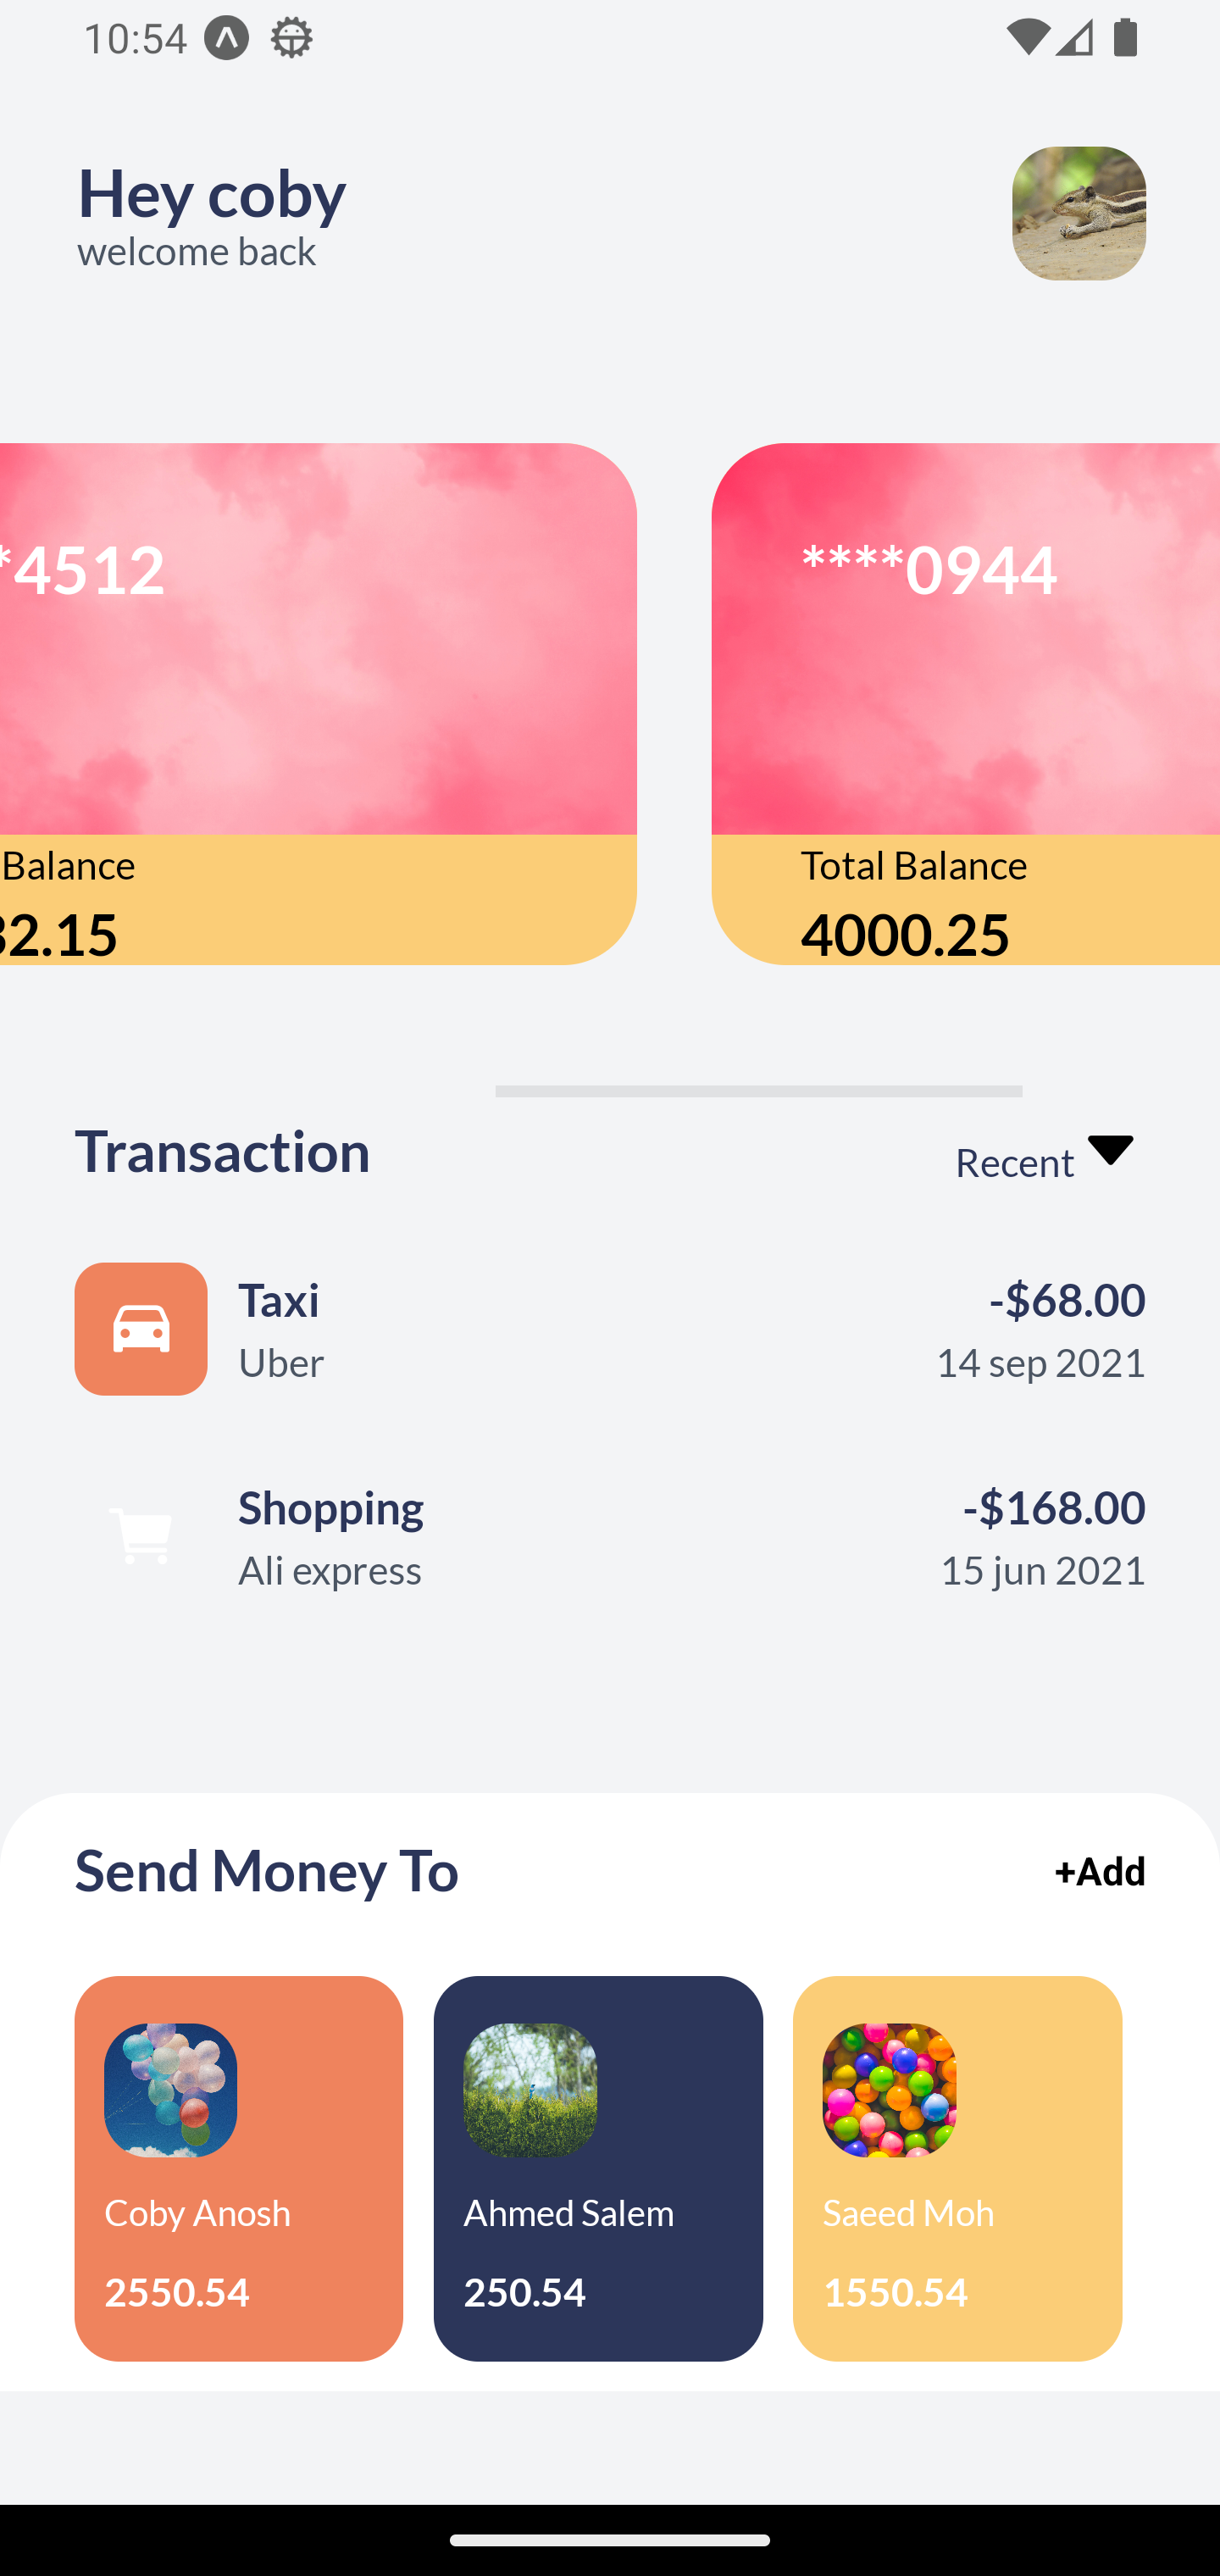 10:54
Hey coby
welcome back
*4512
****0944
Balance
Total Balance
32.15
4000.25
Transaction
Recent
Taxi
-$68.00
Uber
14 sep 2021
Shopping
-$168.00
Ali express
15 jun 2021
Send Money To
+Add
Coby Anosh
Ahmed Salem
Saeed Moh
2550.54
250.54
1550.54